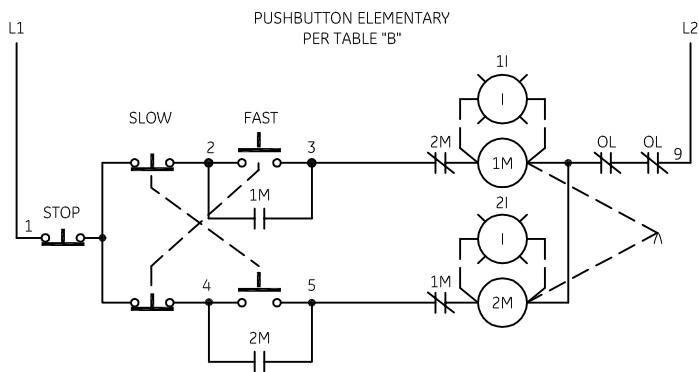 PUSHBUTTON ELEMENTARY
PER TABLE "B"
L1
L2
1I
I
SLOW
FAST
2
3
2M
1M
OL
OL
9
1M
STOP
1
2I
I
4
5
1M
2M
2M